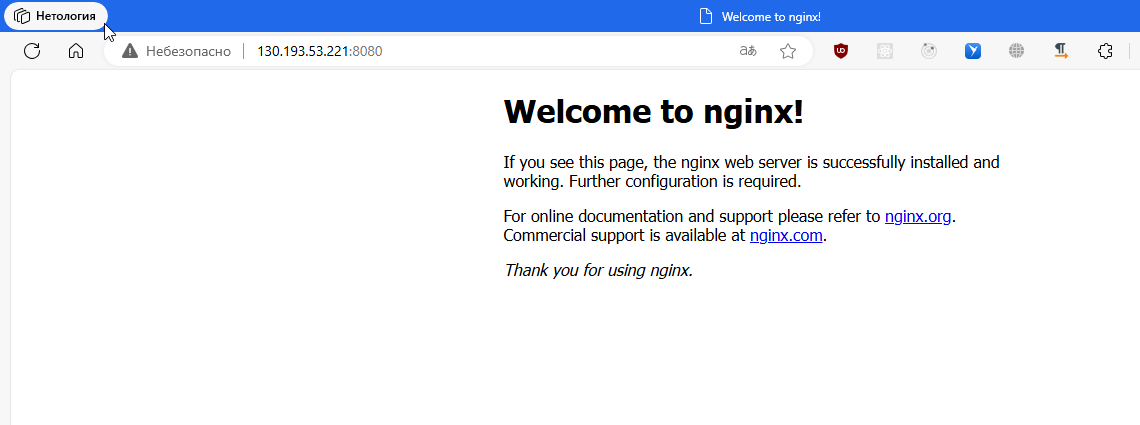 Нетология
Welcome to nginx!
Небезопасно
130.193.53.221:8080
aあ
Welcome to nginx!
If you see this page, the nginx web server is successfully installed and
working. Further configuration is required.
For online documentation and support please refer to nginx.org.
Commercial support is available at nginx.com.
Thank you for using nginx.